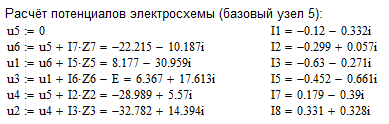 Расчёт потенциалов электросхемы (базовый узел 5):
u5 := 0 I1 = −0.12 − 0.332i
u6 := u5 + I7·Z7 = −22.215 − 10.187i I2 = −0.299 + 0.057i
u1 := u6 + I5·Z5 = 8.177 − 30.959i I3 = −0.63 − 0.271i
u3 := u1 + I6·Z6 − E = 6.367 + 17.613i I5 = −0.452 − 0.661i
u4 := u5 + I2·Z2 = −28.989 + 5.57i I7 = 0.179 − 0.39i
u2 := u4 + I3·Z3 = −32.782 + 14.394i I8 = 0.331 + 0.328i